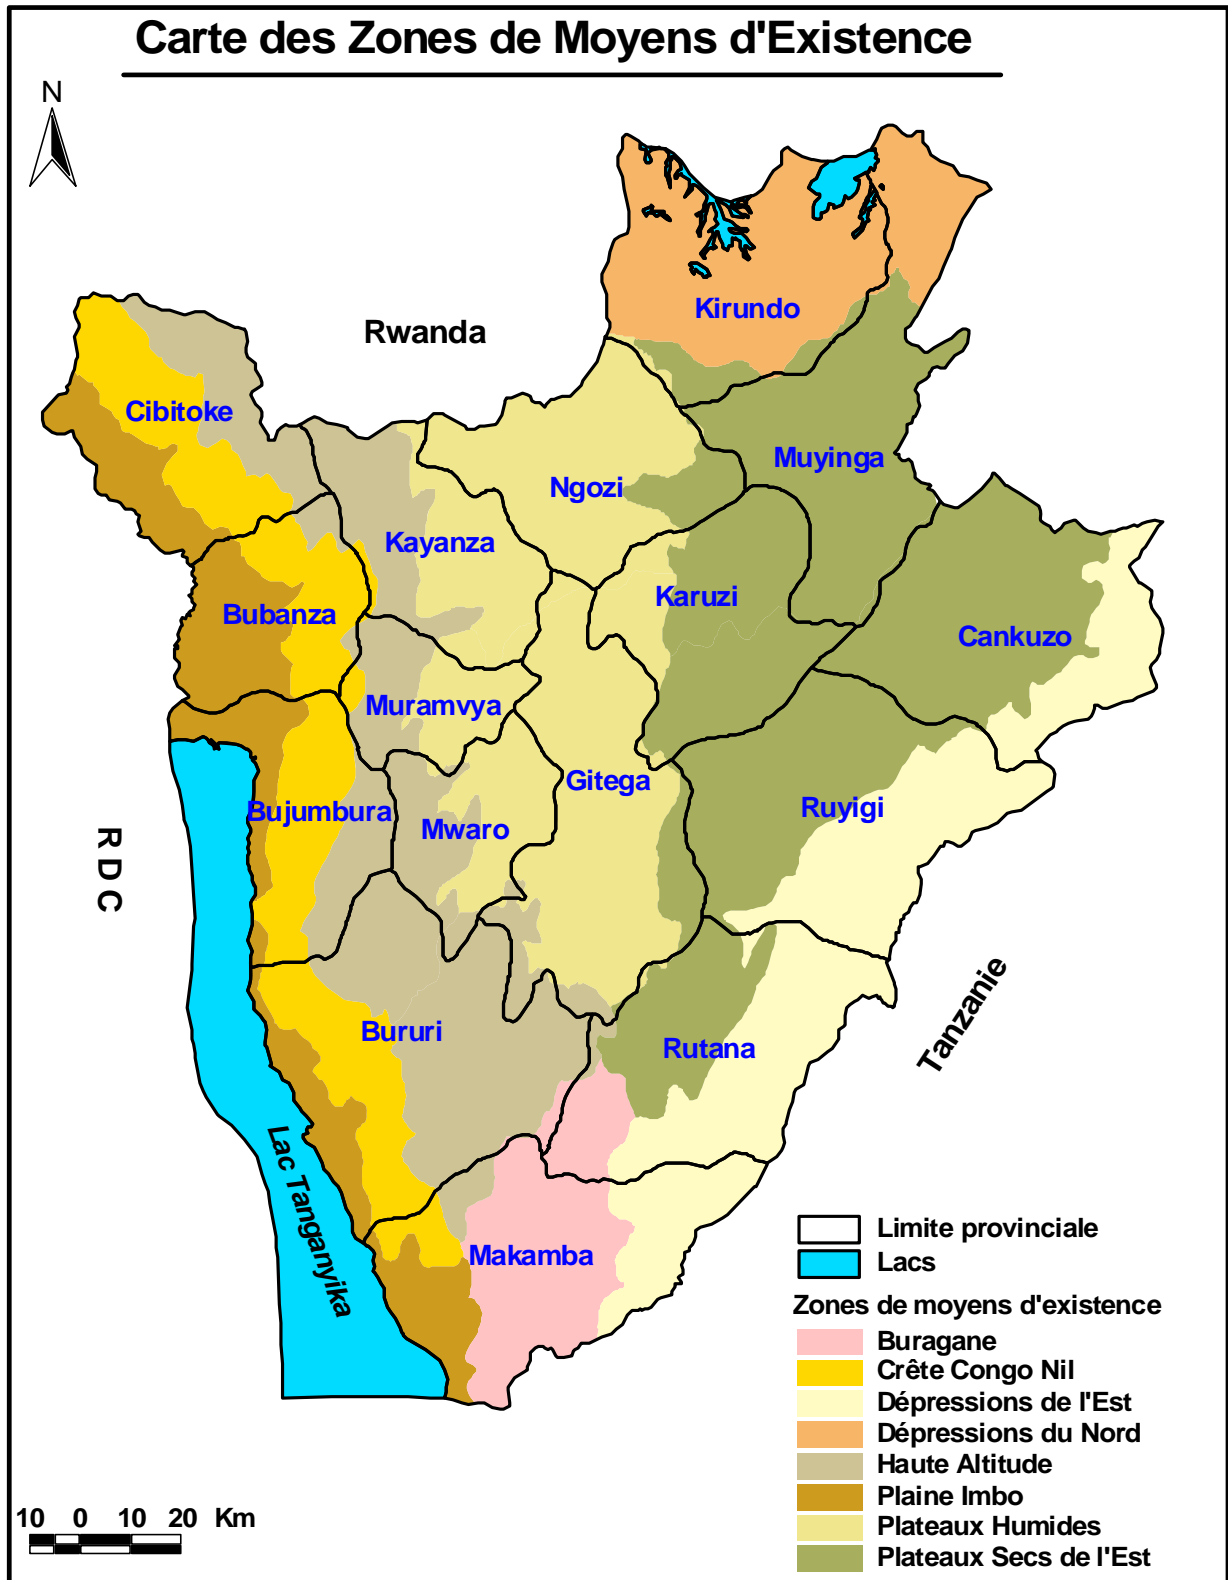 Carte des Zones de Moyens d'Existence
N
Rwanda
Kirundo
Cibitoke
Muyinga
Ngozi
Kayanza
Karuzi
Bubanza
Cankuzo
Muramvya
Gitega
Bujumbura
Mwaro
Ruyigi
RDC
Bururi
Rutana
Tanzanie
Lac Tanganyika
Makamba
Limite provinciale
Lacs
Zones de moyens d'existence
Buragane
Crête Congo Nil
Dépressions de l'Est
Dépressions du Nord
Haute Altitude
Plaine Imbo
Plateaux Humides
Plateaux Secs de l'Est
10 0 10 20 Km